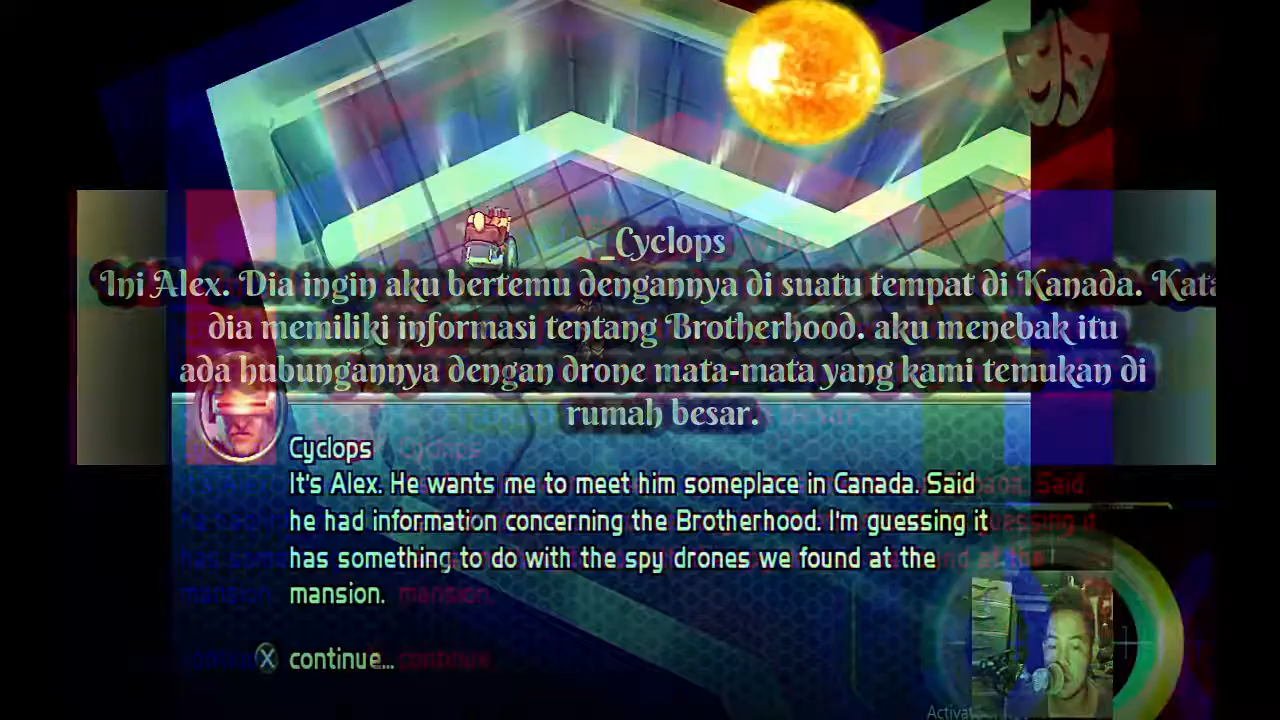 _Cyclops
Ini Alex. Dia ingin aku bertemu dengannya di suatu tempat di Kanada. Kata
dia memiliki informasi tentang Brotherhood. aku menebak itu
ada hubungannya dengan drone mata-mata yang kami temukan di
rumah besar.
Cyclops
It's Alex. He wants me to meet him someplace in Canada. Said
he had information concerning the Brotherhood. I'm guessing it
has something to do with the spy drones we found at the
mansion.
X continue...
Activat